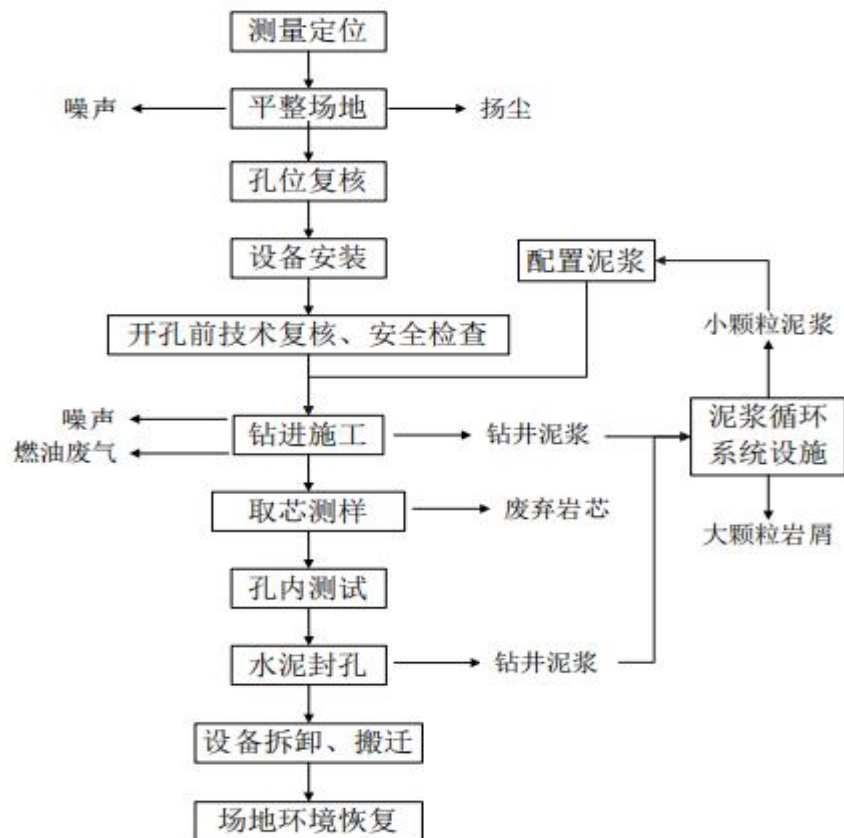 测量定位
噪声
平整场地
扬尘
孔位复核
设备安装
配置泥浆
小颗粒泥浆
开孔前技术复核、安全检查
噪声
燃油废气
钻进施工
钻井泥浆
泥浆循环
系统设施
取芯测样
废弃岩芯
大颗粒岩屑
孔内测试
水泥封孔
钻井泥浆
设备拆卸、搬迁
场地环境恢复